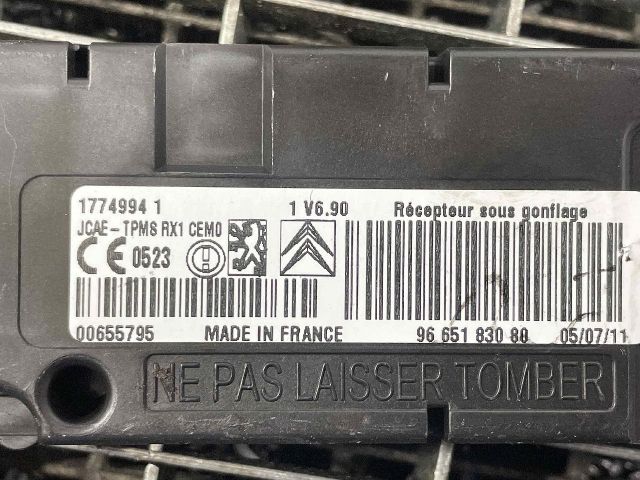 1774994 1 1 V6.90 Récepteur sous gonflage
JCAE-TPMS RX1 CEM0
CE 0523
00655795 MADE IN FRANCE 96 651 830 80 05/07/11
NE PAS LAISSER TOMBER